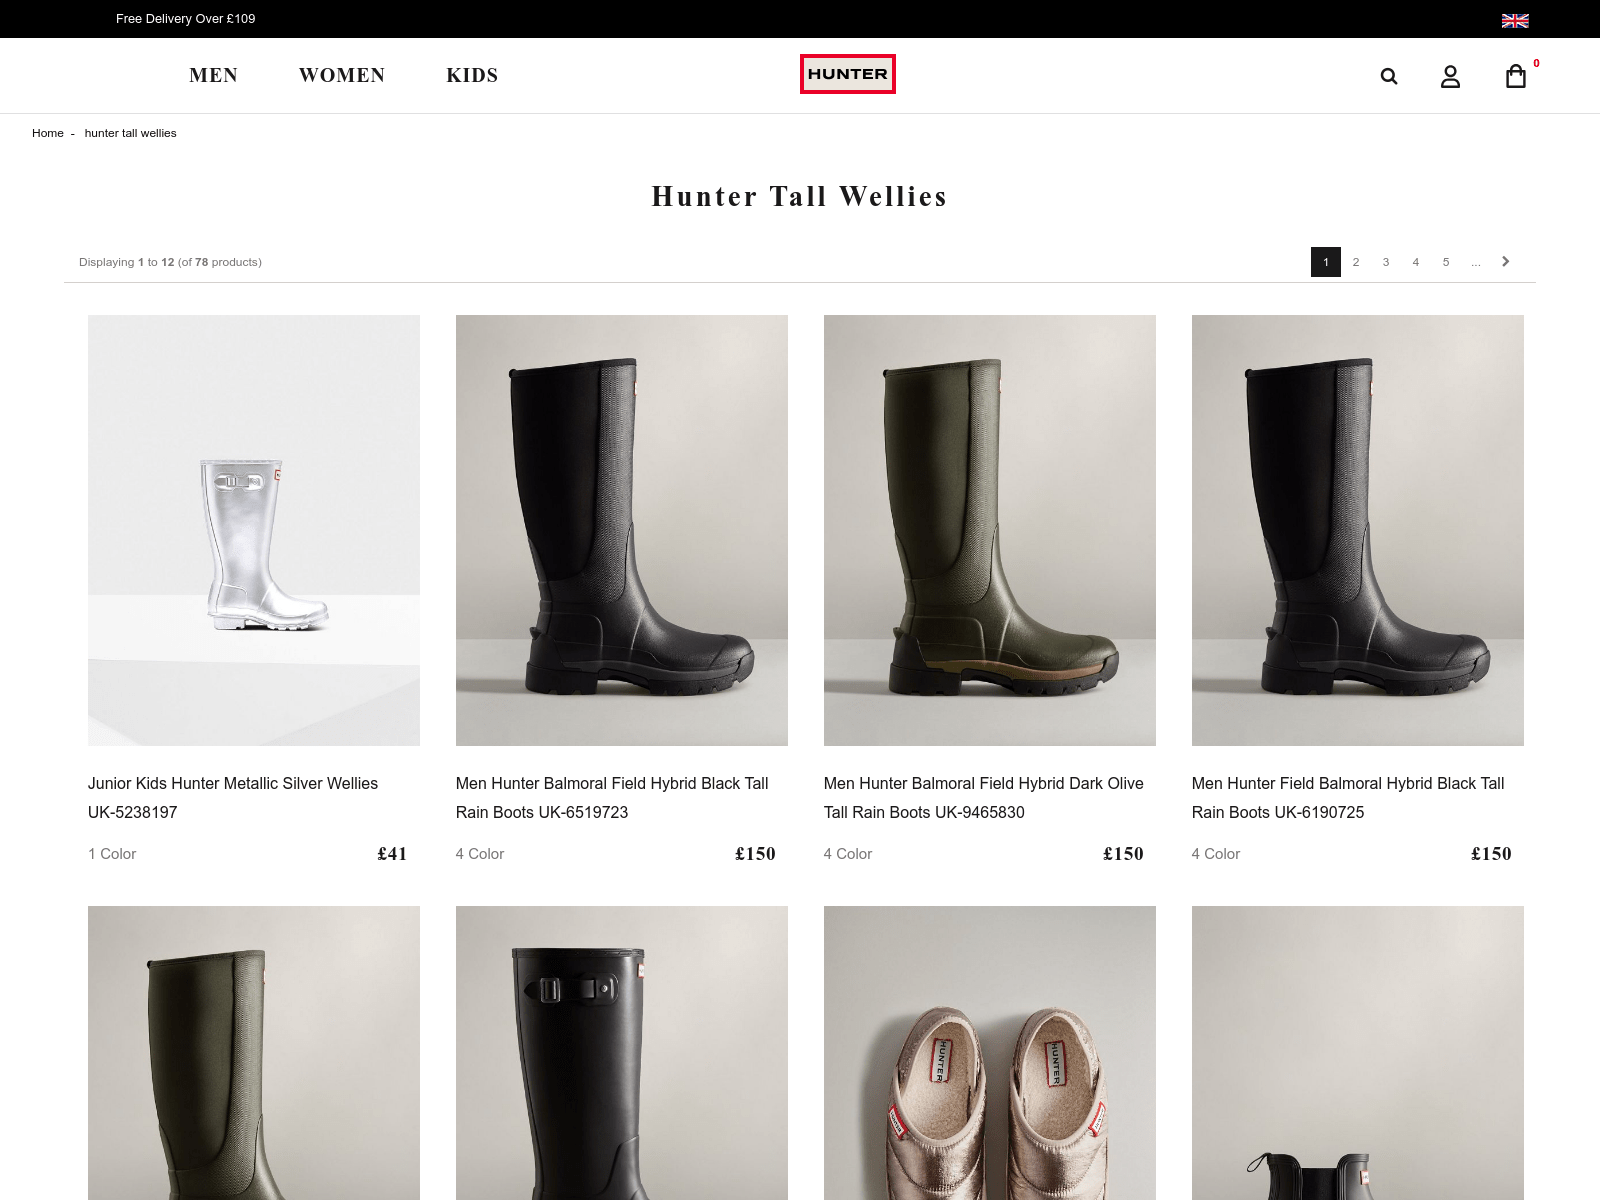 Free Delivery Over £109
MEN WOMEN KIDS
HUNTER
0
Home - hunter tall wellies
Hunter Tall Wellies
Displaying 1 to 12 (of 78 products)
1 2 3 4 5 ...
Junior Kids Hunter Metallic Silver Wellies
UK-5238197
1 Color £41
Men Hunter Balmoral Field Hybrid Black Tall
Rain Boots UK-6519723
4 Color £150
Men Hunter Balmoral Field Hybrid Dark Olive
Tall Rain Boots UK-9465830
4 Color £150
Men Hunter Field Balmoral Hybrid Black Tall
Rain Boots UK-6190725
4 Color £150
HUNTER
HUNTER